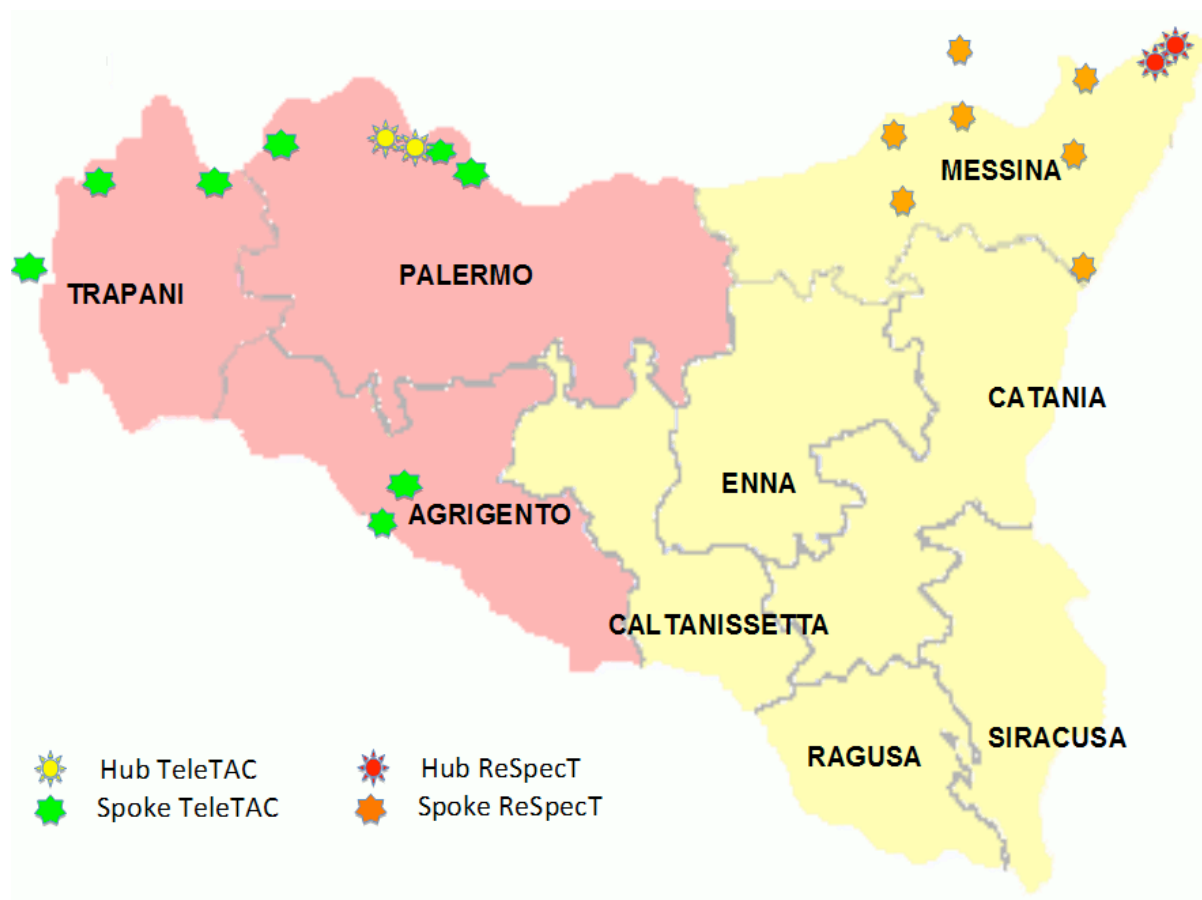 MESSINA
PALERMO
TRAPANI
CATANIA
ENNA
AGRIGENTO
CALTANISSETTA
SIRACUSA
RAGUSA
Hub TeleTAC
Hub ReSpecT
Spoke TeleTAC
Spoke ReSpecT